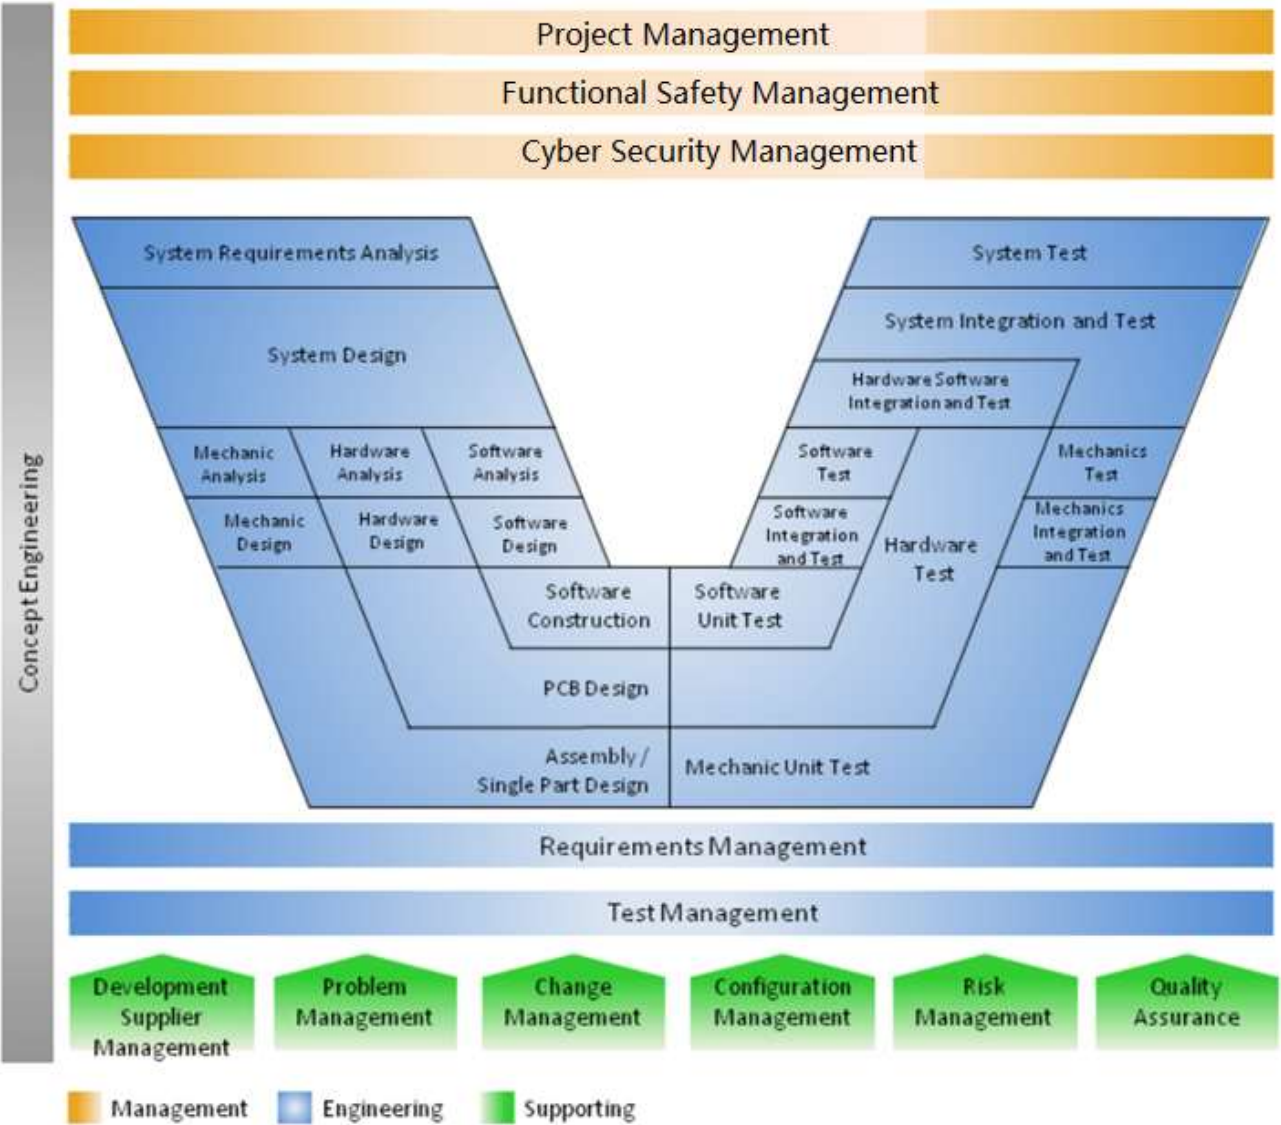 Project Management
Functional Safety Management
Cyber Security Management
Concept Engineering
System Requirements Analysis
System Design
Mechanic
Analysis
Hardware
Analysis
Software
Analysis
Mechanic
Design
Hardware
Design
Software
Design
Software
Construction
PCB Design
Assembly /
Single Part Design
System Test
System Integration and Test
Hardware Software
Integration and Test
Software
Test
Mechanics
Test
Software
Integration
and Test
Hardware
Test
Mechanics
Integration
and Test
Software
Unit Test
Mechanic Unit Test
Requirements Management
Test Management
Development
Supplier
Management
Problem
Management
Change
Management
Configuration
Management
Risk
Management
Quality
Assurance
Management
Engineering
Supporting